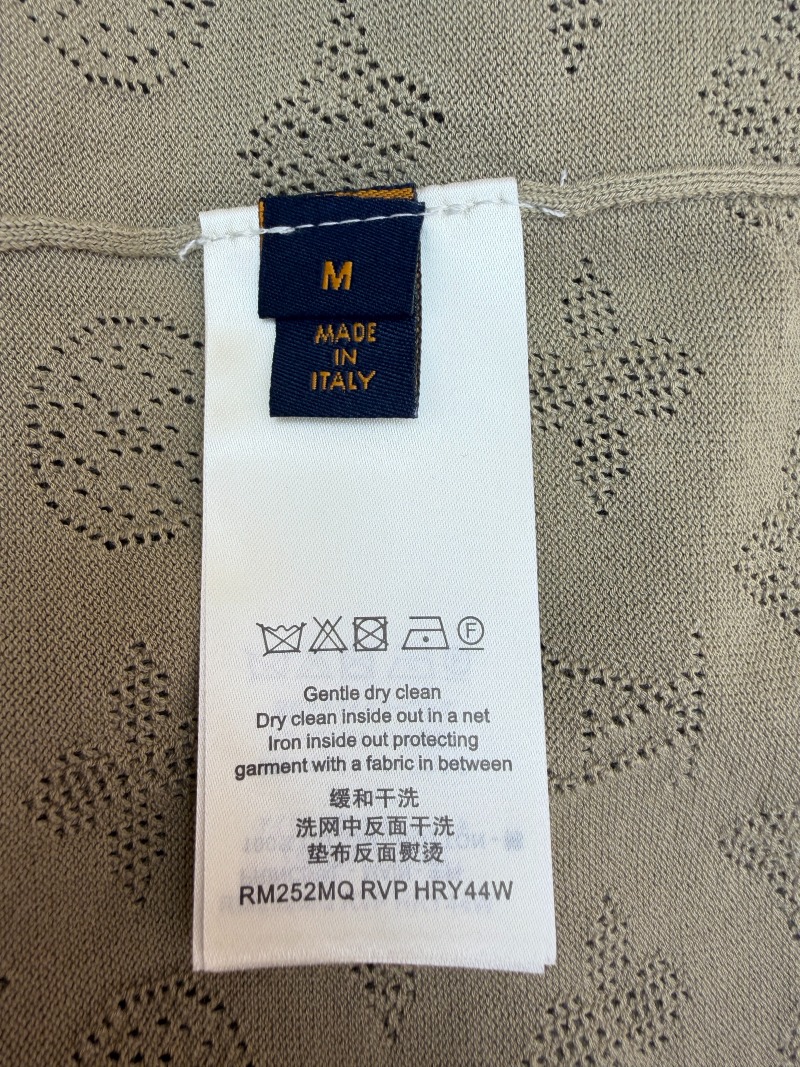 M
MADE
IN
ITALY
F
Gentle dry clean
Dry clean inside out in a net
Iron inside out protecting
garment with a fabric in between
缓和干洗
洗网中反面干洗
垫布反面熨烫
RM252MQ RVP HRY44W